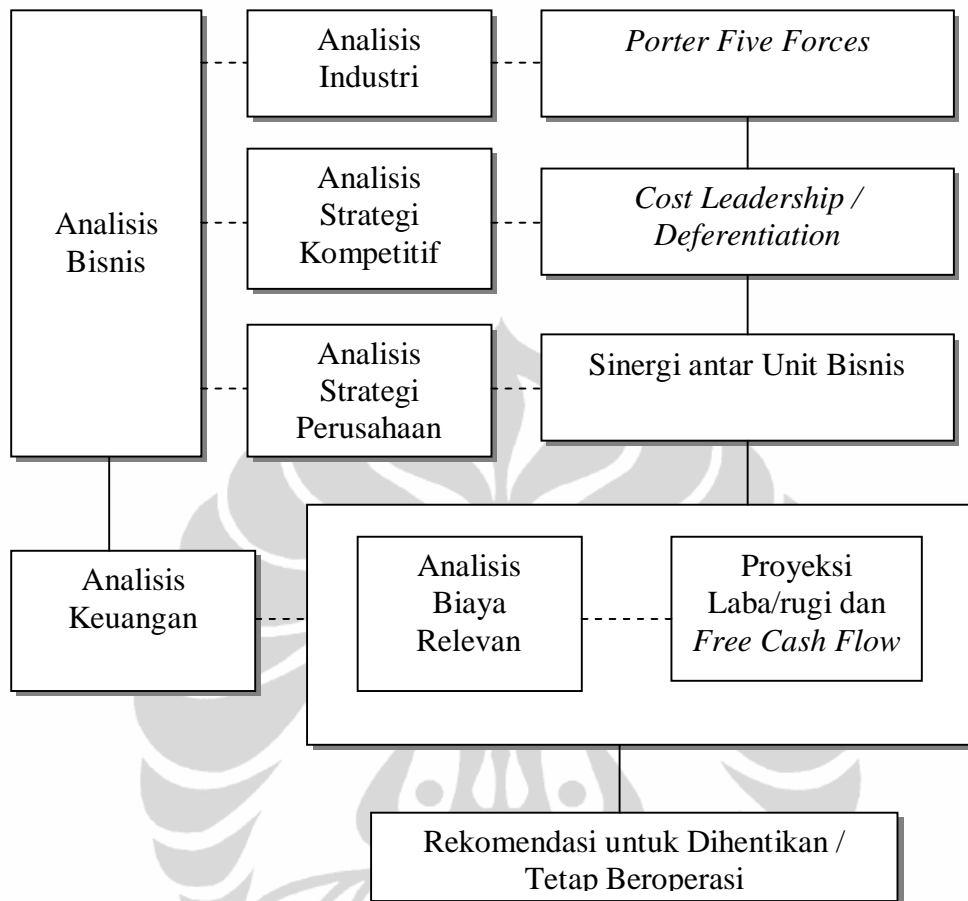 Analisis
Bisnis
Analisis
Industri
Porter Five Forces
Analisis
Strategi
Kompetitif
Cost Leadership /
Deferentiation
Analisis
Strategi
Perusahaan
Sinergi antar Unit Bisnis
Analisis
Keuangan
Analisis
Biaya
Relevan
Proyeksi
Laba/rugi dan
Free Cash Flow
Rekomendasi untuk Dihentikan /
Tetap Beroperasi